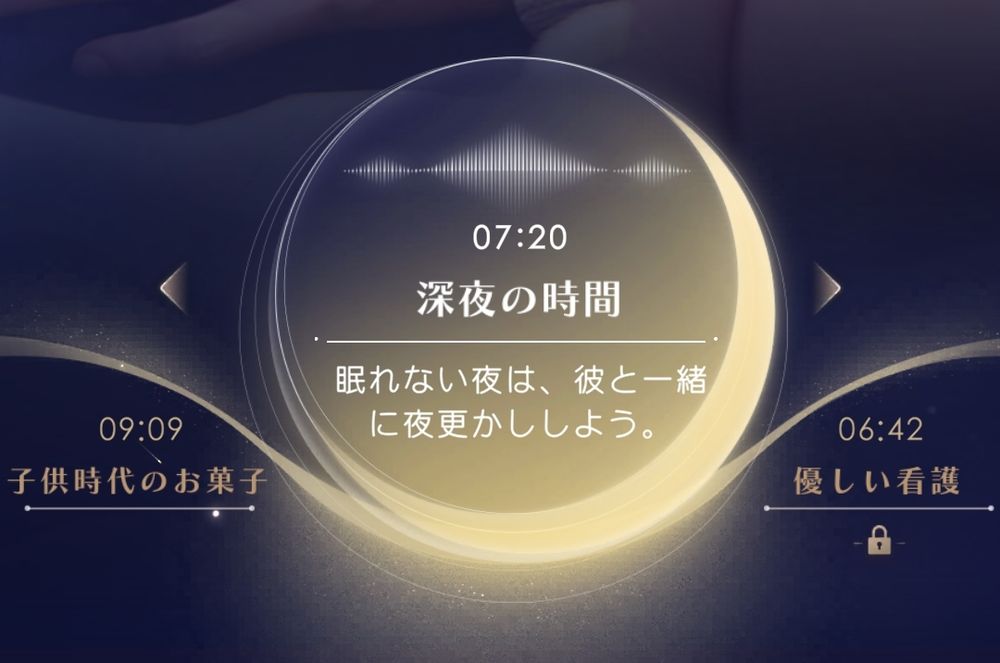 07:20
深夜の時間
眠れない夜は、彼と一緒
に夜更かししよう。
09:09
子供時代のお菓子
06:42
優しい看護